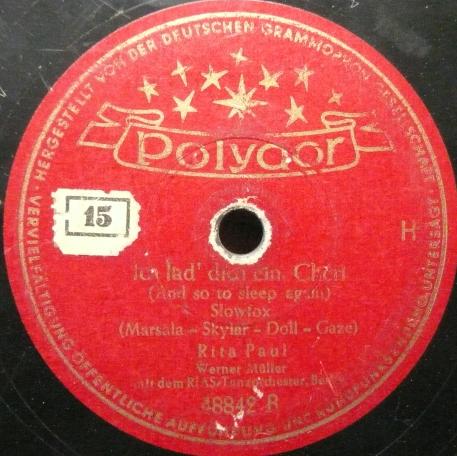 HERGESTELLT VON DER DEUTSCHEN GRAMMOPHON GESELLSCHAFT
Polydor
15
H
Ich lad' dich ein, Chéri
(And so to sleep again)
Slowfox
(Marsala - Skylar - Doll - Gaze)
Rita Paul
Werner Müller
mit dem RIAS-Tanzorchester, Berlin
48842 B
VERVIELFÄLTIGUNG ÖFFENTLICHE AUFFÜHRUNG UND RUNDFUNKSENDUNG UNTERSAGT